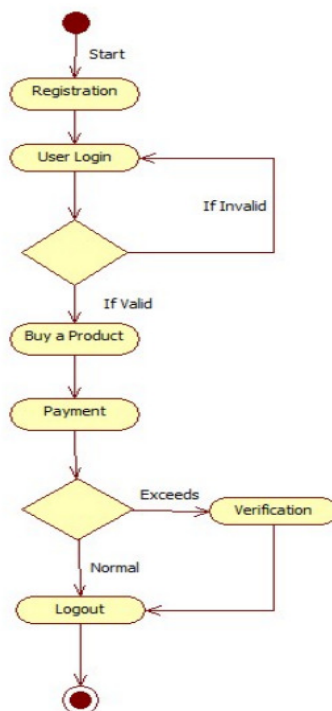 Start
Registration
User Login
If Invalid
If Valid
Buy a Product
Payment
Exceeds
Verification
Normal
Logout